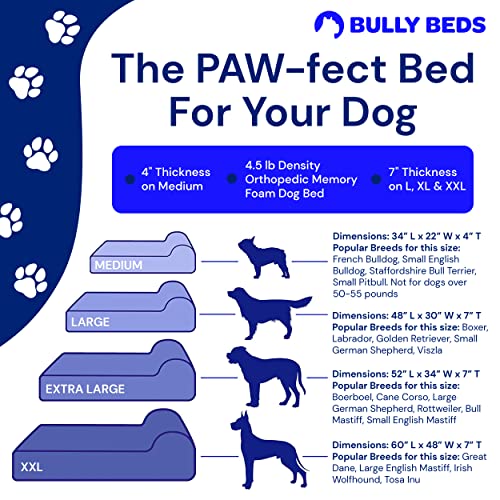 BULLY BEDS
The PAW-fect Bed
For Your Dog
4" Thickness
on Medium
4.5 lb Density
Orthopedic Memory
Foam Dog Bed
7" Thickness
on L, XL & XXL
MEDIUM
Dimensions: 34" L x 22" W x 4" T
Popular Breeds for this size:
French Bulldog, Small English
Bulldog, Staffordshire Bull Terrier,
Small Pitbull. Not for dogs over
50-55 pounds
LARGE
Dimensions: 48" L x 30" W x 7" T
Popular Breeds for this size: Boxer,
Labrador, Golden Retriever, Small
German Shepherd, Viszla
EXTRA LARGE
Dimensions: 52" L x 34" W x 7" T
Popular Breeds for this size:
Boerboel, Cane Corso, Large
German Shepherd, Rottweiler, Bull
Mastiff, Small English Mastiff
XXL
Dimensions: 60" L x 48" W x 7" T
Popular Breeds for this size: Great
Dane, Large English Mastiff, Irish
Wolfhound, Tosa Inu